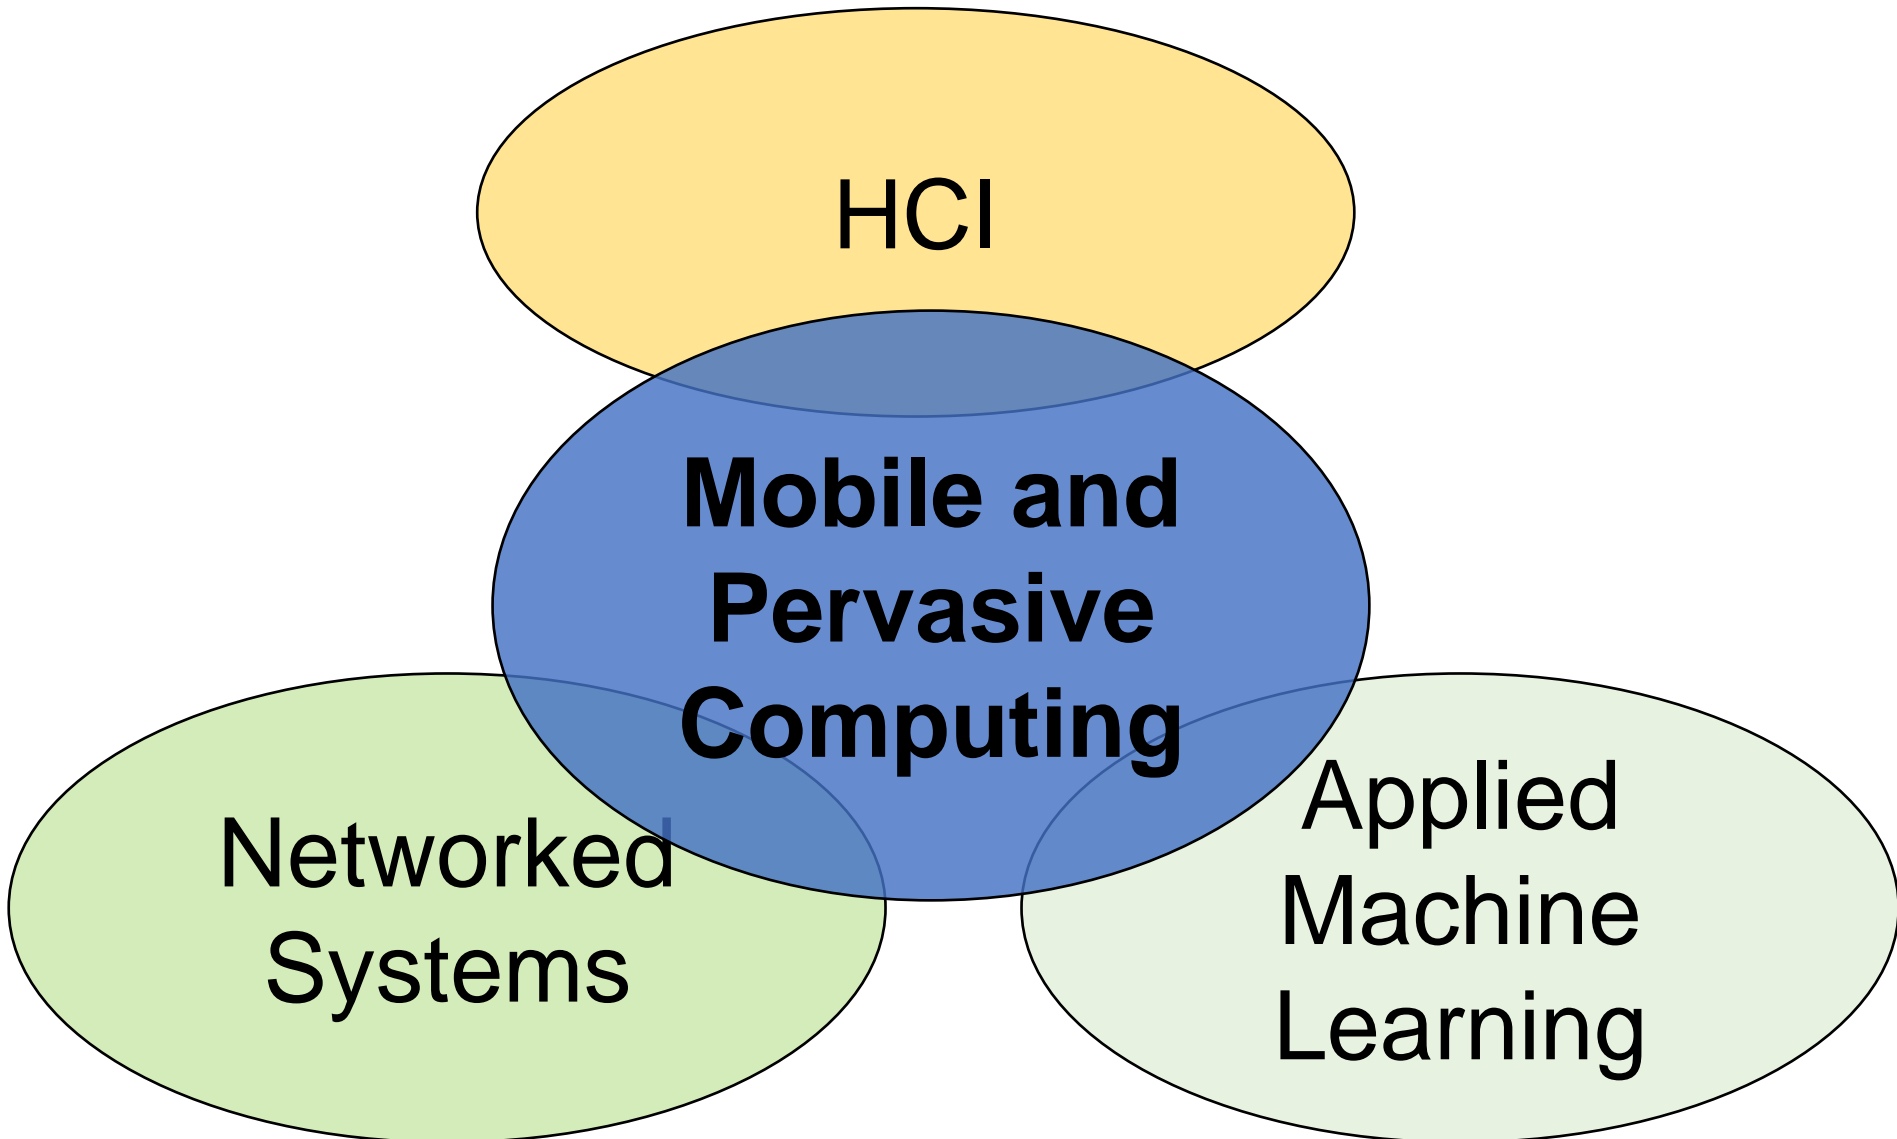 HCI
Mobile and
Pervasive
Computing
Networked
Systems
Applied
Machine
Learning